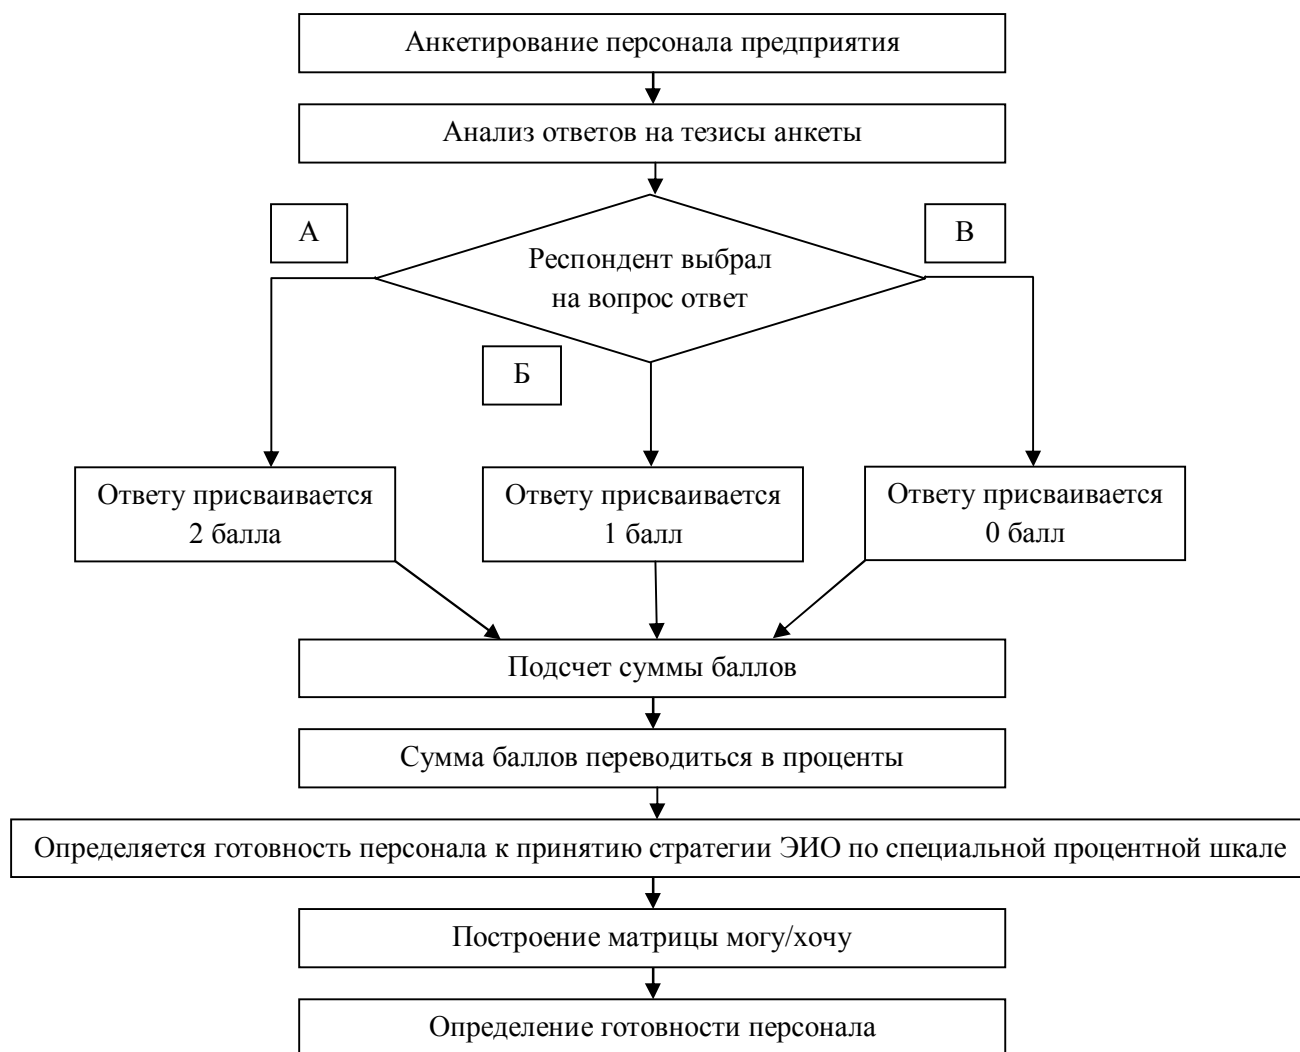 Анкетирование персонала предприятия
Анализ ответов на тезисы анкеты
А
В
Респондент выбрал
на вопрос ответ
Б
Ответу присваивается
2 балла
Ответу присваивается
1 балл
Ответу присваивается
0 балл
Подсчет суммы баллов
Сумма баллов переводиться в проценты
Определяется готовность персонала к принятию стратегии ЭИО по специальной процентной шкале
Построение матрицы могу/хочу
Определение готовности персонала